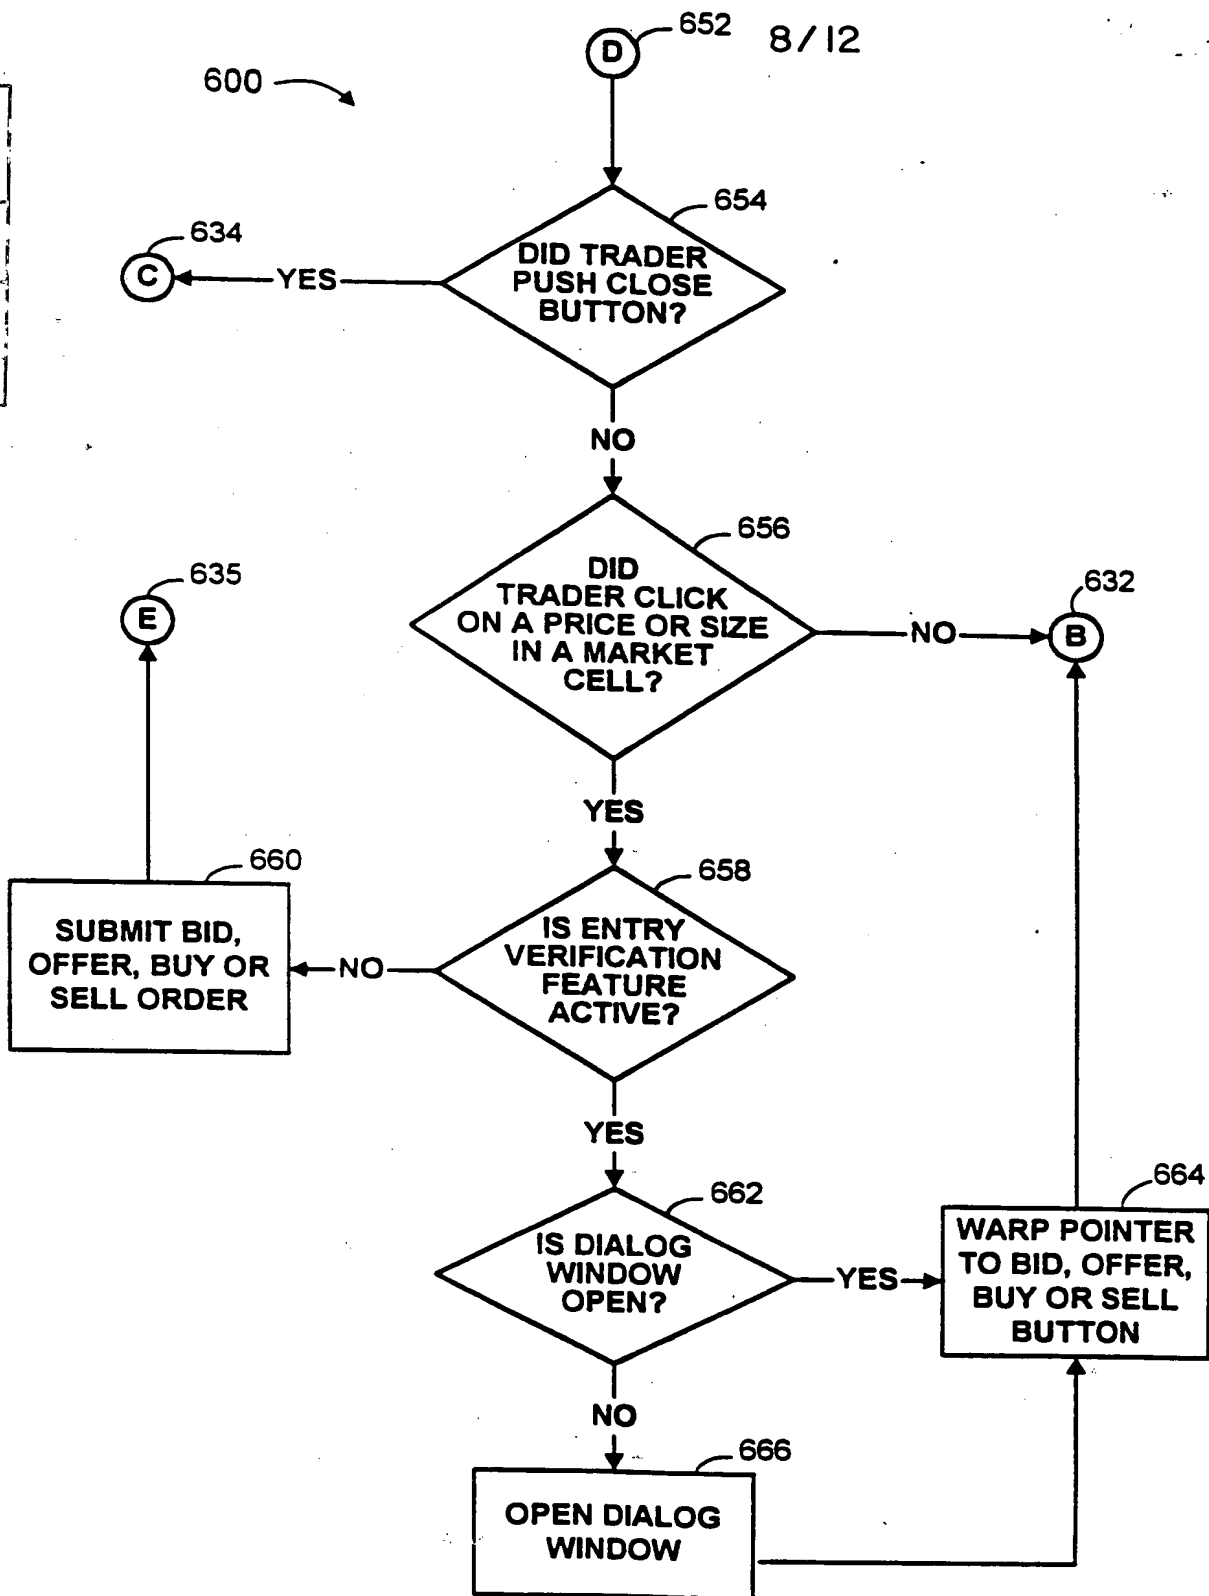 652
8/12
D
600
654
634
DID TRADER
PUSH CLOSE
BUTTON?
C
YES
NO
656
635
DID
TRADER CLICK
ON A PRICE OR SIZE
IN A MARKET
CELL?
632
E
NO
B
YES
660
658
SUBMIT BID,
OFFER, BUY OR
SELL ORDER
NO
IS ENTRY
VERIFICATION
FEATURE
ACTIVE?
YES
662
664
IS DIALOG
WINDOW
OPEN?
YES
WARP POINTER
TO BID, OFFER,
BUY OR SELL
BUTTON
NO
666
OPEN DIALOG
WINDOW